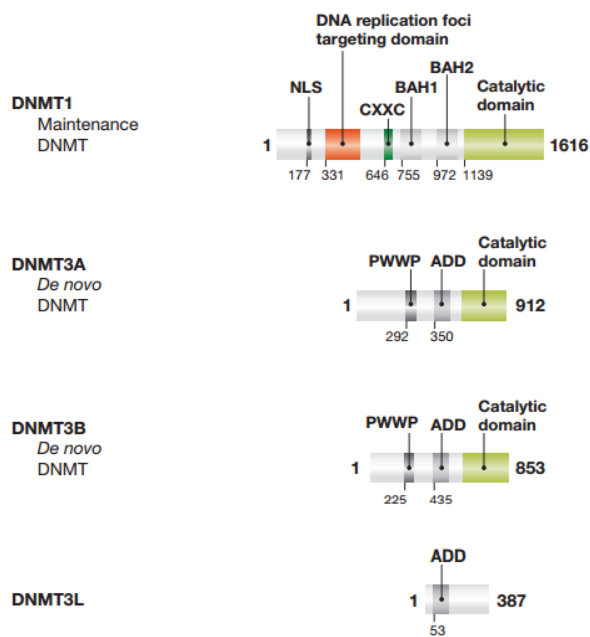 DNA replication foci
targeting domain
BAH2
NLS
CXXC
BAH1
Catalytic
domain
DNMT1
Maintenance
DNMT
1
1616
177
331
646
755
972
1139
DNMT3A
De novo
DNMT
PWWP
ADD
Catalytic
domain
1
912
292
350
DNMT3B
De novo
DNMT
PWWP
ADD
Catalytic
domain
1
853
225
435
DNMT3L
ADD
1
387
53